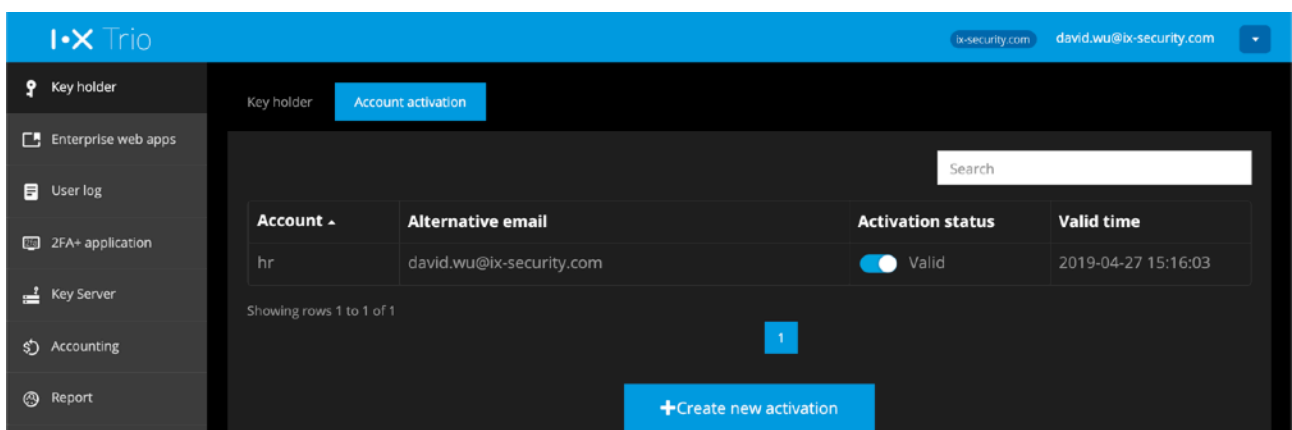 I·X Trio
ix-security.com david.wu@ix-security.com
Key holder
Enterprise web apps
User log
2FA+ application
Key Server
Accounting
Report
Key holder Account activation
Search
Account Alternative email Activation status Valid time
hr david.wu@ix-security.com Valid 2019-04-27 15:16:03
Showing rows 1 to 1 of 1
1
+Create new activation